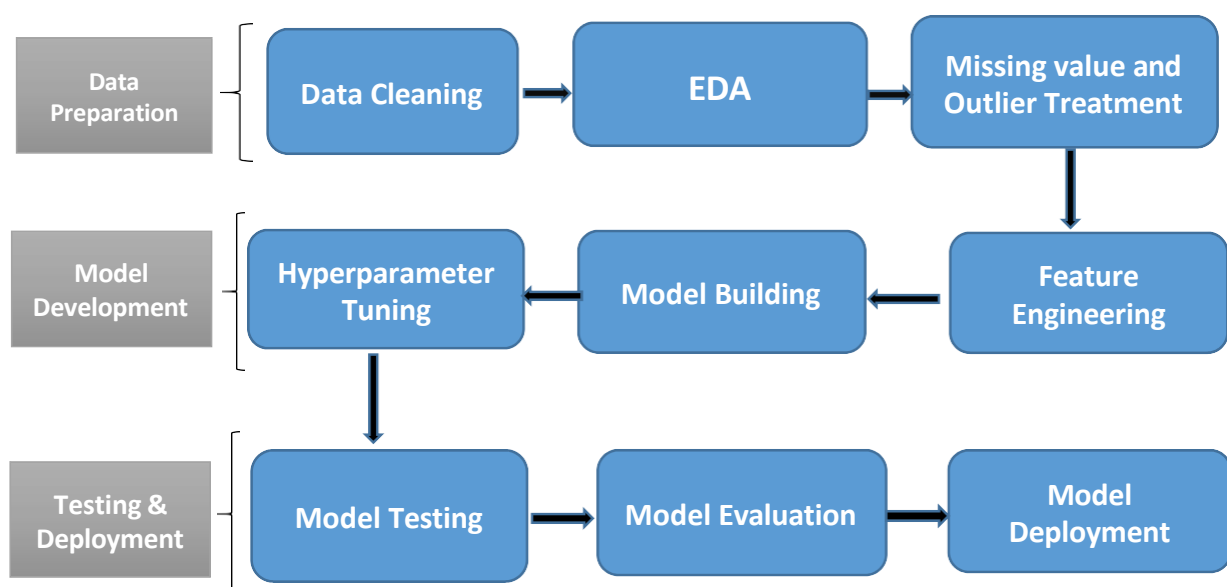 Data
Preparation
Data Cleaning
EDA
Missing value and
Outlier Treatment
Model
Development
Hyperparameter
Tuning
Model Building
Feature
Engineering
Testing &
Deployment
Model Testing
Model Evaluation
Model
Deployment